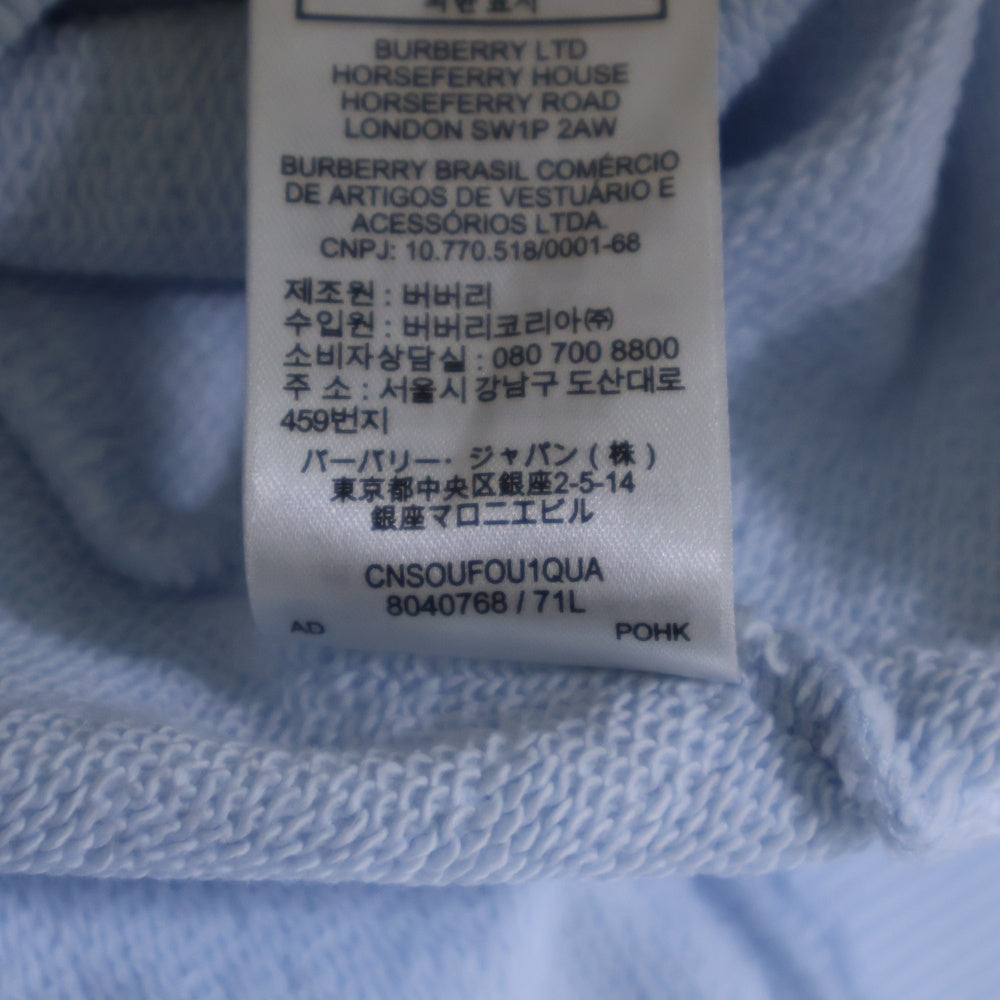 외관 표시
BURBERRY LTD
HORSEFERRY HOUSE
HORSEFERRY ROAD
LONDON SW1P 2AW
BURBERRY BRASIL COMÉRCIO
DE ARTIGOS DE VESTUÁRIO E
ACESSÓRIOS LTDA.
CNPJ: 10.770.518/0001-68
제조원 : 버버리
수입원 : 버버리코리아㈜
소비자상담실 : 080 700 8800
주 소 : 서울시 강남구 도산대로
459번지
バーバリー・ジャパン ( 株 )
東京都中央区銀座2-5-14
銀座マロニエビル
CNSOUFOU1QUA
8040768 / 71L
AD POHK